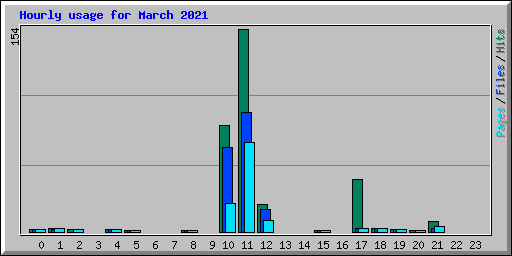 Hourly usage for March 2021
154
Pages/Files/Hits
0 1 2 3 4 5 6 7 8 9 10 11 12 13 14 15 16 17 18 19 20 21 22 23